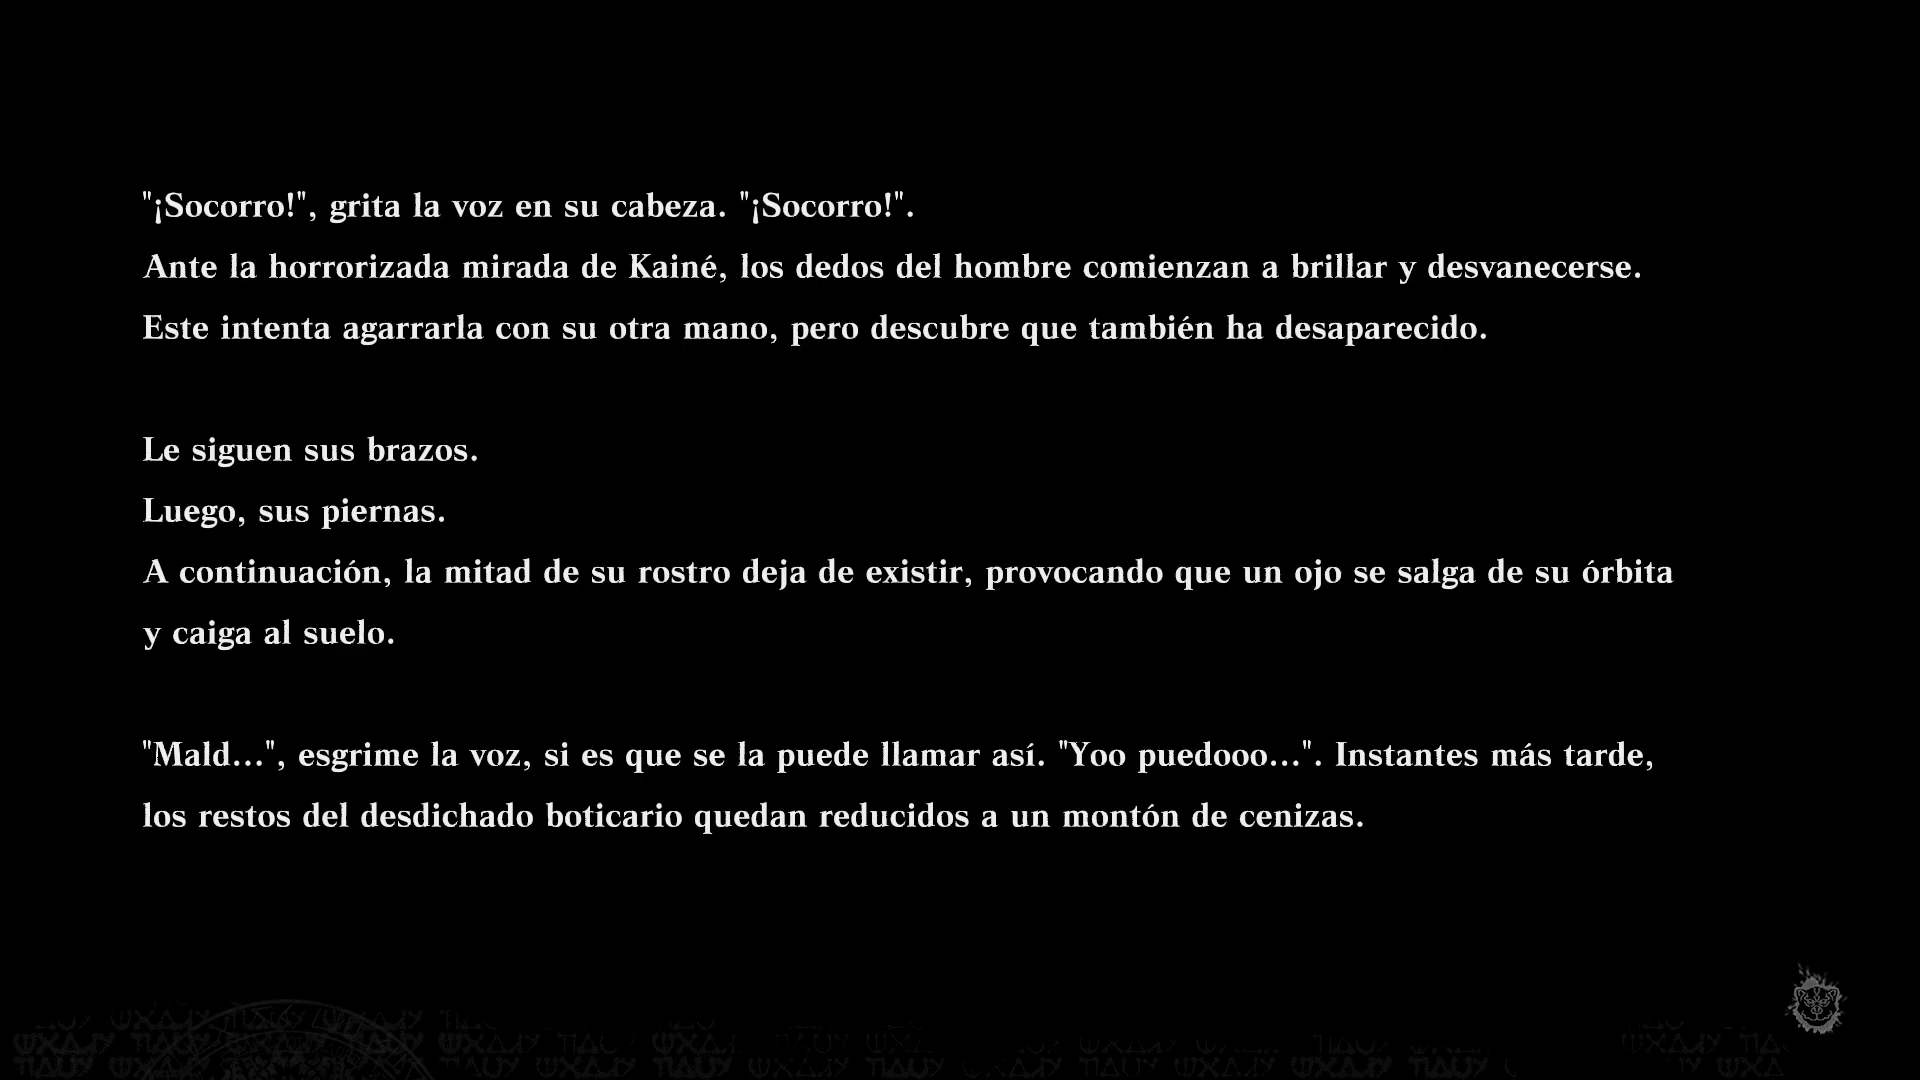 "¡Socorro!", grita la voz en su cabeza. "¡Socorro!".
Ante la horrorizada mirada de Kainé, los dedos del hombre comienzan a brillar y desvanecerse.
Este intenta agarrarla con su otra mano, pero descubre que también ha desaparecido.
Le siguen sus brazos.
Luego, sus piernas.
A continuación, la mitad de su rostro deja de existir, provocando que un ojo se salga de su órbita
y caiga al suelo.
"Mald...", esgrime la voz, si es que se la puede llamar así. "Yoo puedooo...". Instantes más tarde,
los restos del desdichado boticario quedan reducidos a un montón de cenizas.